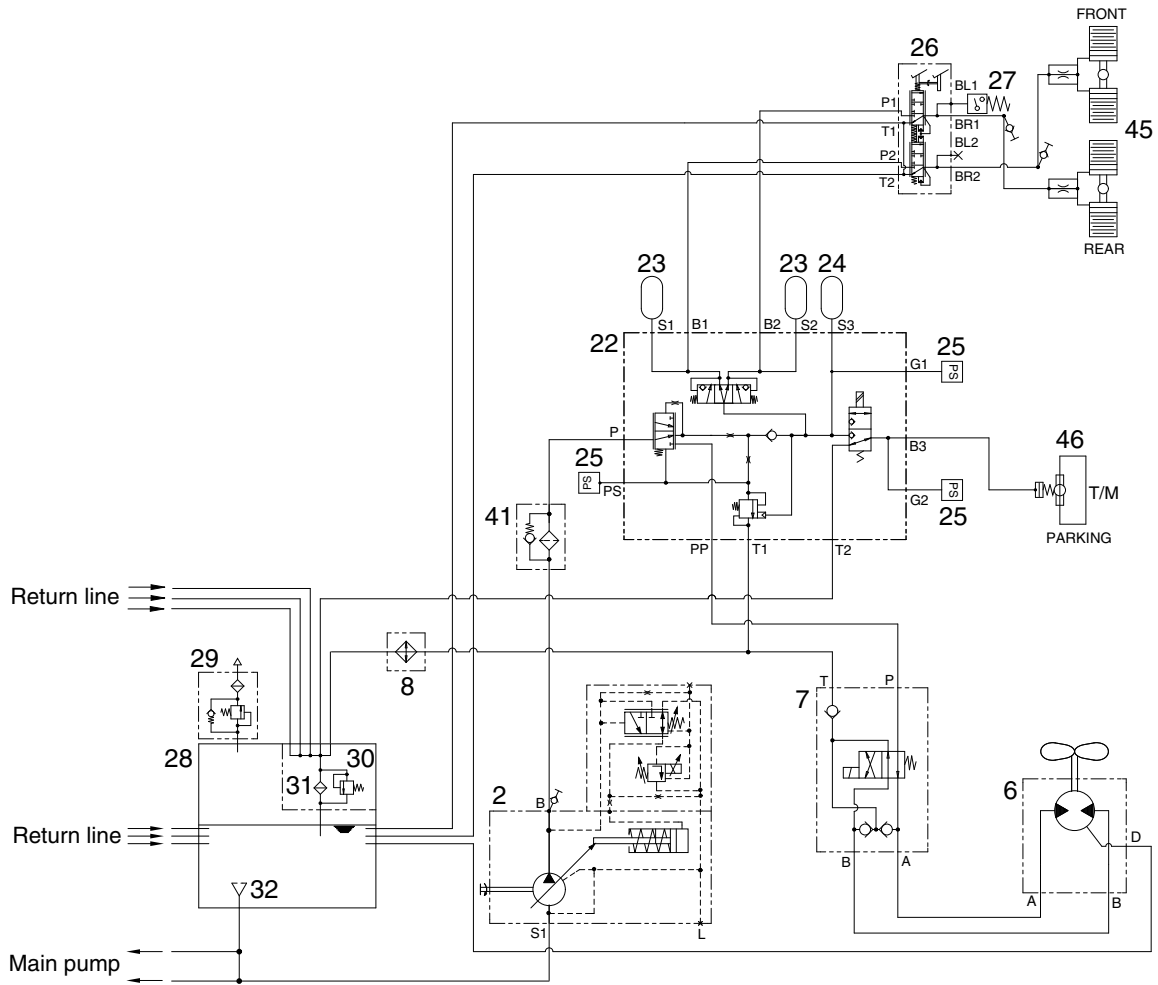 FRONT
26
BL1
27
P1
BR1
T1
BL2
45
P2
T2
BR2
REAR
23
23
24
S1
B1
B2
S2
S3
22
25
G1
PS
P
B3
46
25
PS
PS
T/M
G2
PS
41
25
PARKING
PP
T1
T2
Return line
29
8
T
P
7
28
30
31
2
6
B
D
Return line
B
A
32
A
B
S1
L
Main pump